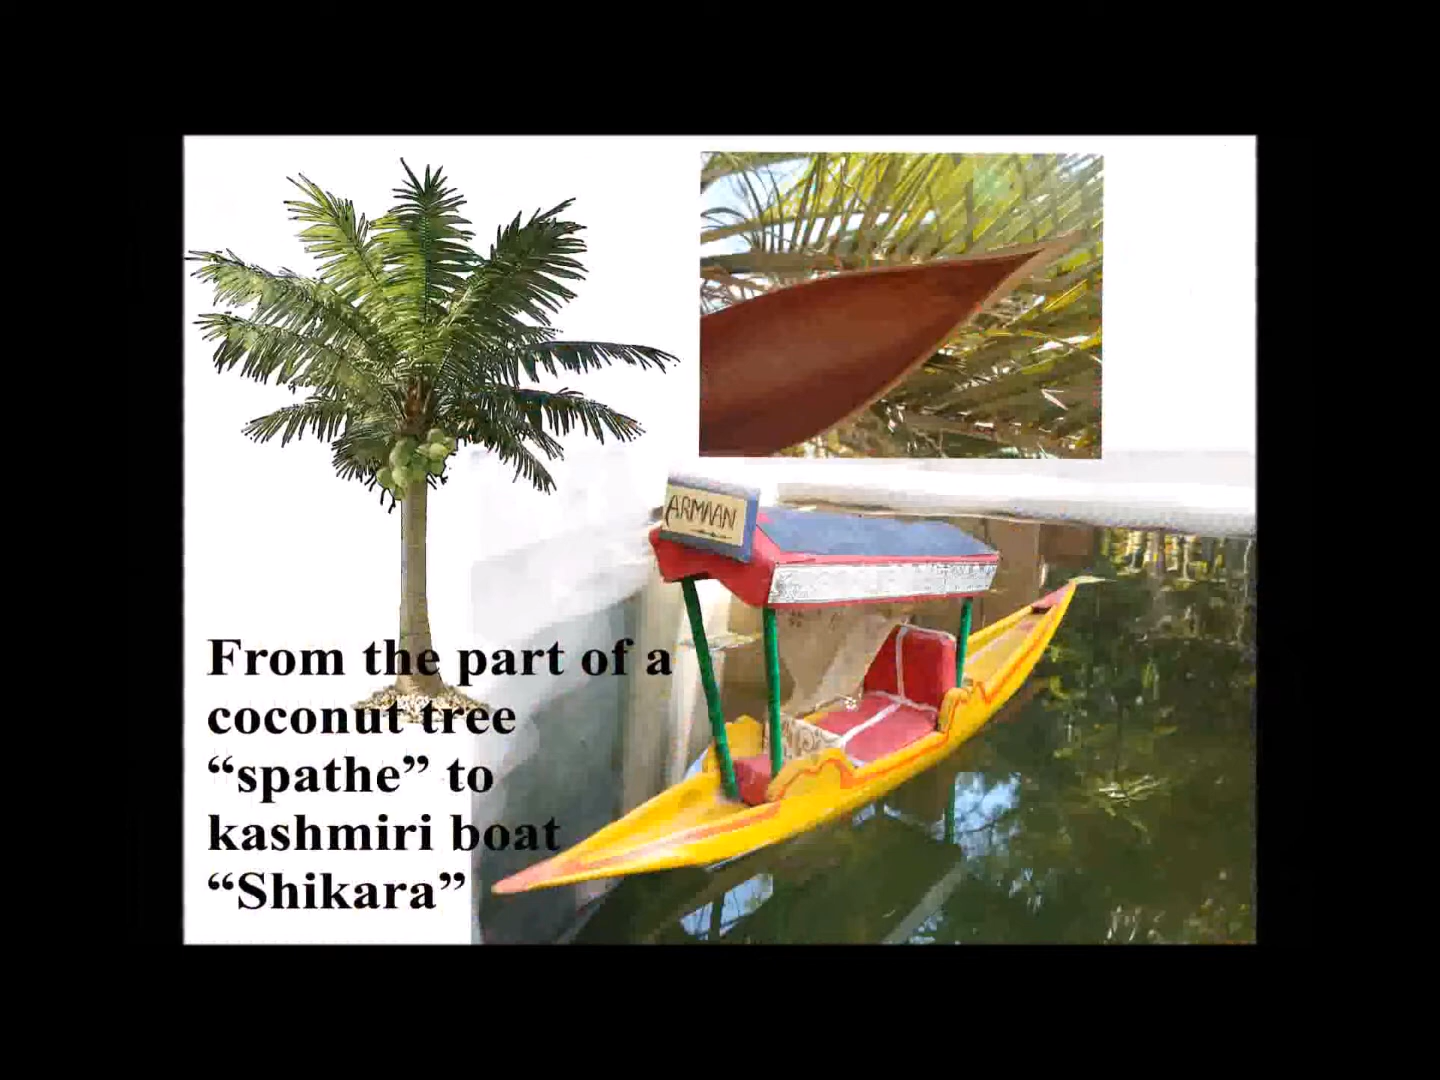 ARMAAN
From the part of a
coconut tree
“spathe” to
kashmiri boat
“Shikara”